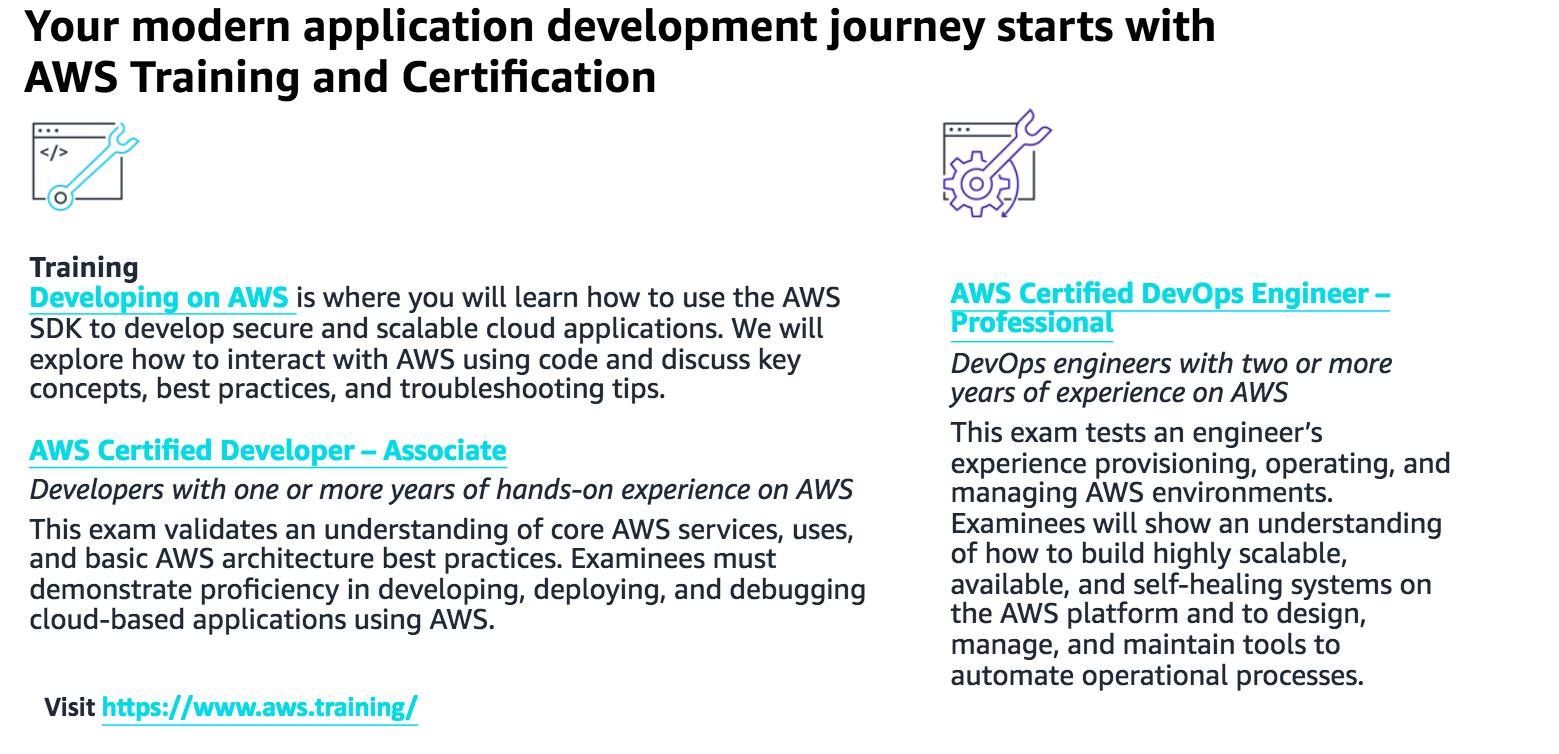 Your modern application development journey starts with
AWS Training and Certification
</>
Training
Developing on AWS is where you will learn how to use the AWS
SDK to develop secure and scalable cloud applications. We will
explore how to interact with AWS using code and discuss key
concepts, best practices, and troubleshooting tips.
AWS Certified Developer – Associate
Developers with one or more years of hands-on experience on AWS
This exam validates an understanding of core AWS services, uses,
and basic AWS architecture best practices. Examinees must
demonstrate proficiency in developing, deploying, and debugging
cloud-based applications using AWS.
Visit https://www.aws.training/
AWS Certified DevOps Engineer –
Professional
DevOps engineers with two or more
years of experience on AWS
This exam tests an engineer’s
experience provisioning, operating, and
managing AWS environments.
Examinees will show an understanding
of how to build highly scalable,
available, and self-healing systems on
the AWS platform and to design,
manage, and maintain tools to
automate operational processes.